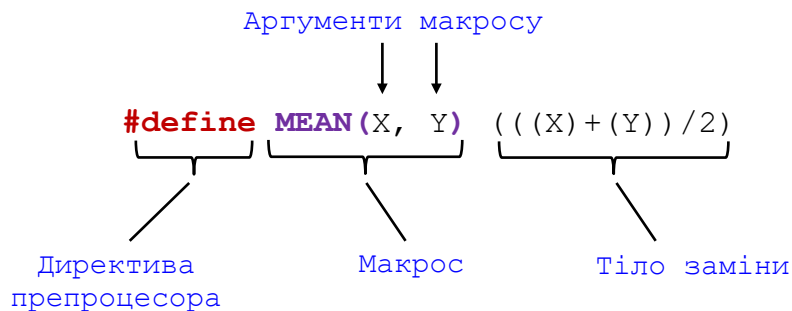 Аргументи макросу
#define MEAN(X, Y) (((X)+(Y))/2)
Директива препроцесора
Макрос
Тіло заміни